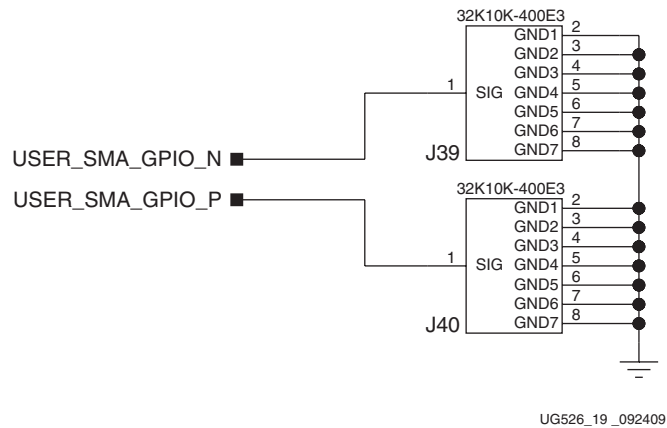 32K10K-400E3
GND1 2
GND2 3
GND3 4
1 SIG GND4 5
GND5 6
GND6 7
J39 GND7 8
USER_SMA_GPIO_N
USER_SMA_GPIO_P
32K10K-400E3
GND1 2
GND2 3
GND3 4
1 SIG GND4 5
GND5 6
GND6 7
J40 GND7 8
UG526_19 _092409